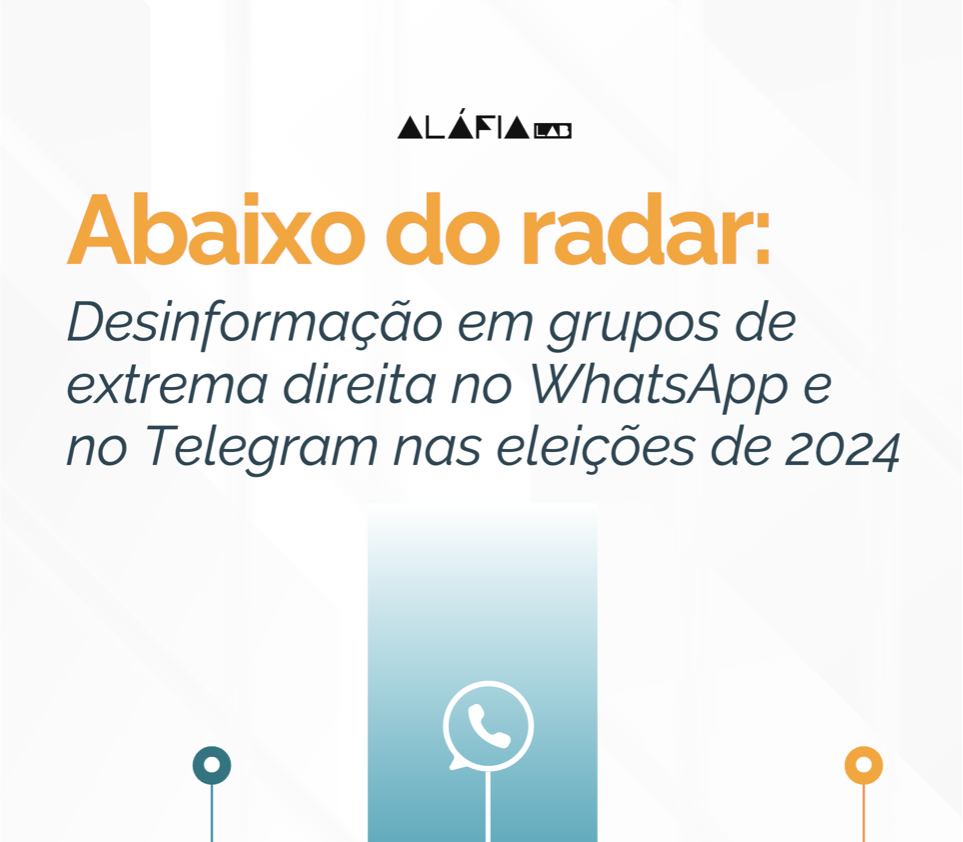 ALÁFIA LAB
Abaixo do radar:
Desinformação em grupos de
extrema direita no WhatsApp e
no Telegram nas eleições de 2024